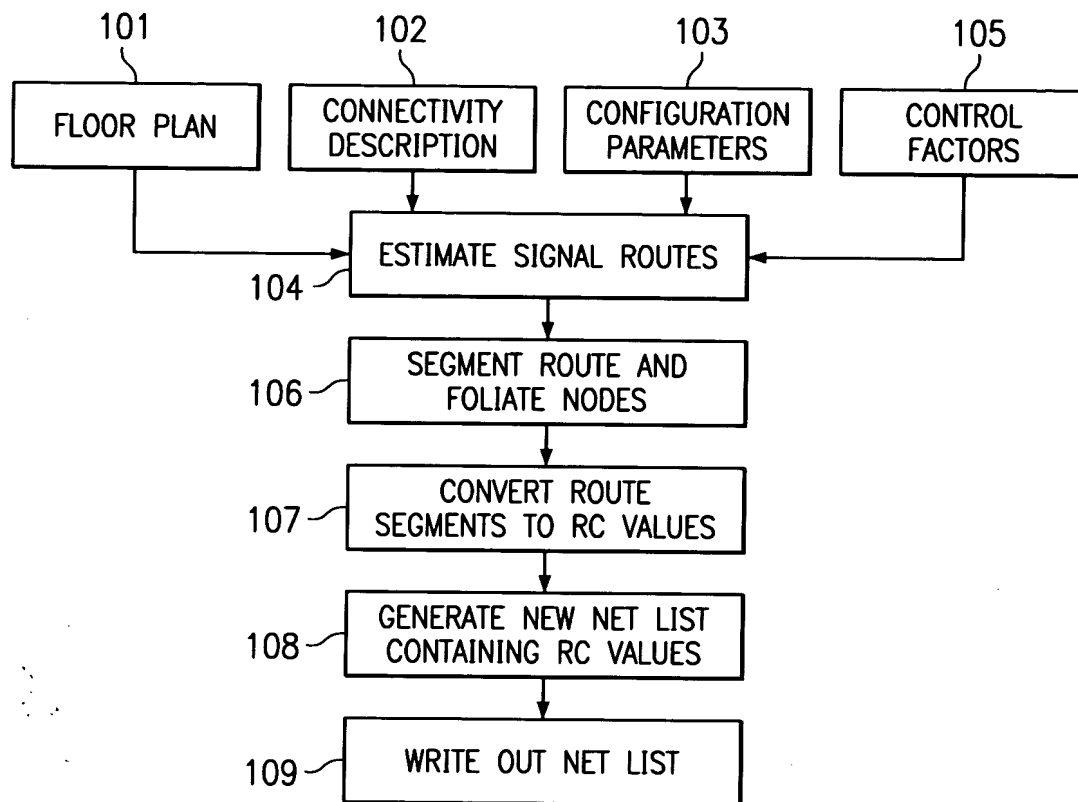 101
102
103
105
FLOOR PLAN
CONNECTIVITY
DESCRIPTION
CONFIGURATION
PARAMETERS
CONTROL
FACTORS
ESTIMATE SIGNAL ROUTES
104
SEGMENT ROUTE AND
FOLIATE NODES
106
CONVERT ROUTE
SEGMENTS TO RC VALUES
107
GENERATE NEW NET LIST
CONTAINING RC VALUES
108
WRITE OUT NET LIST
109